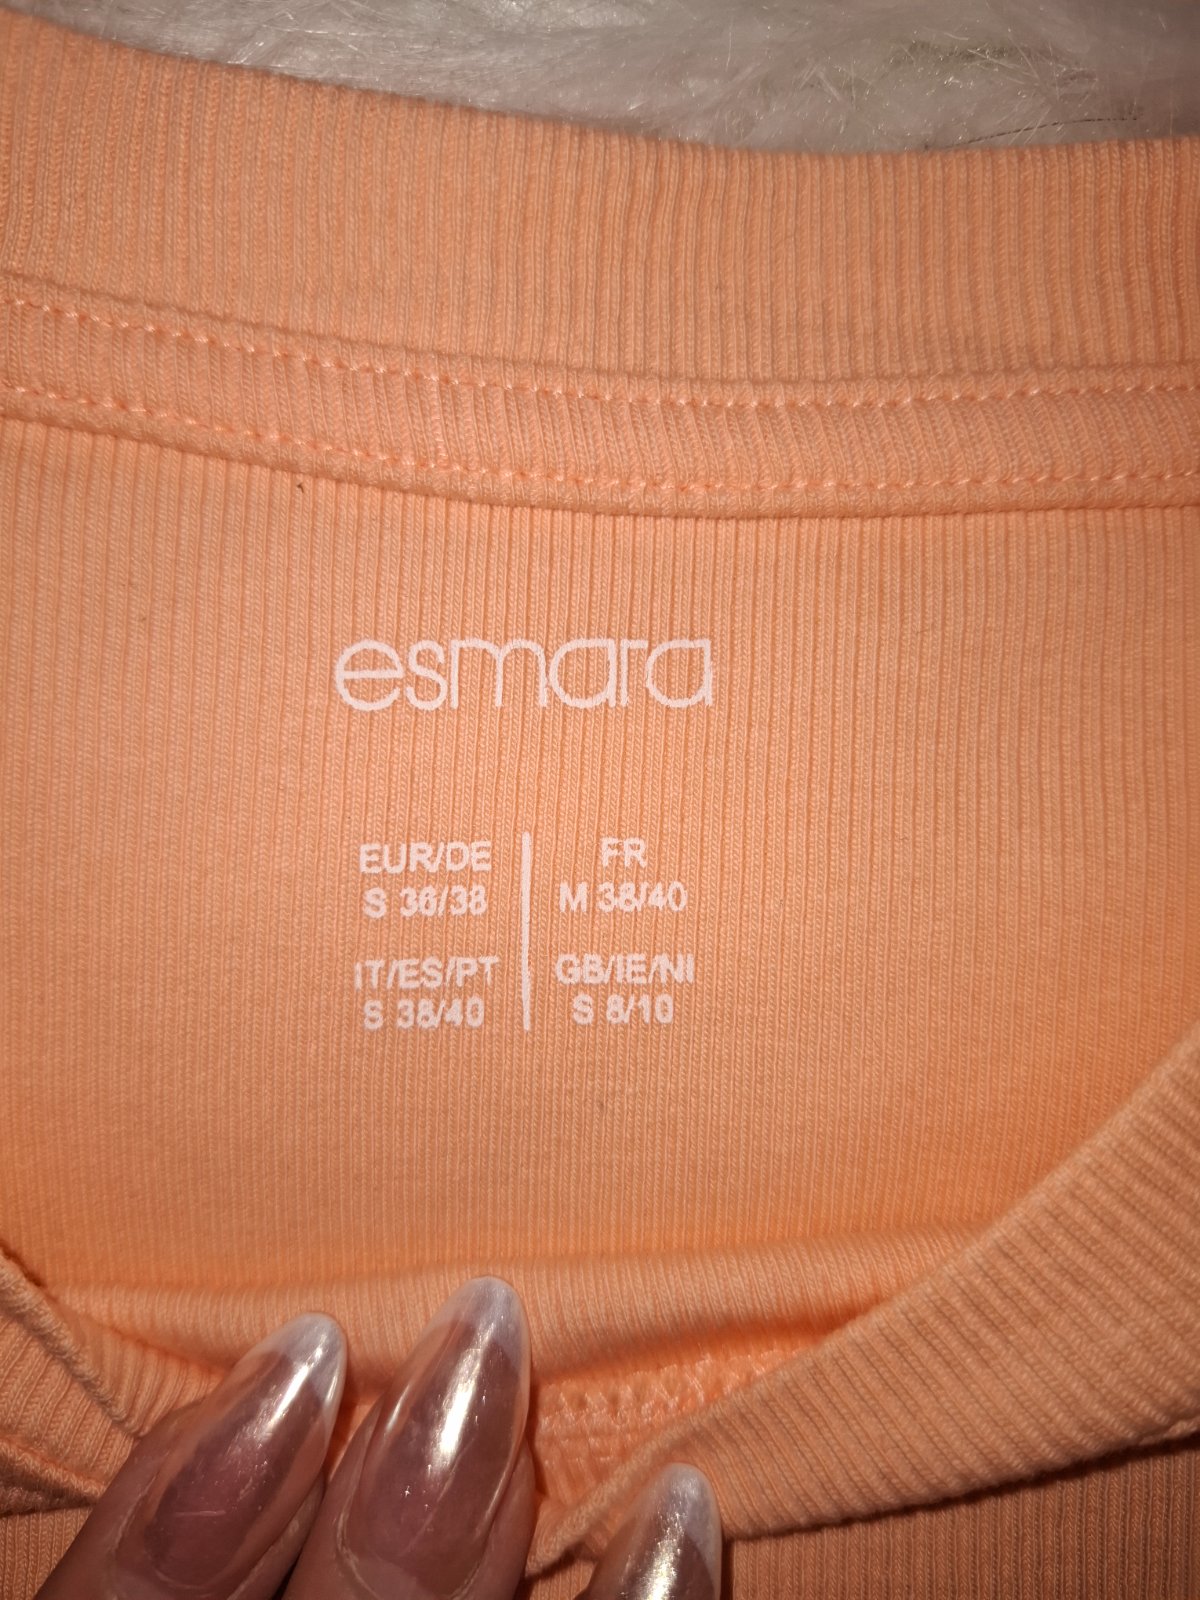 esmara
EUR/DE
S 36/38
FR
M 38/40
IT/ES/PT
S 38/40
GB/IE/NI
S 8/10